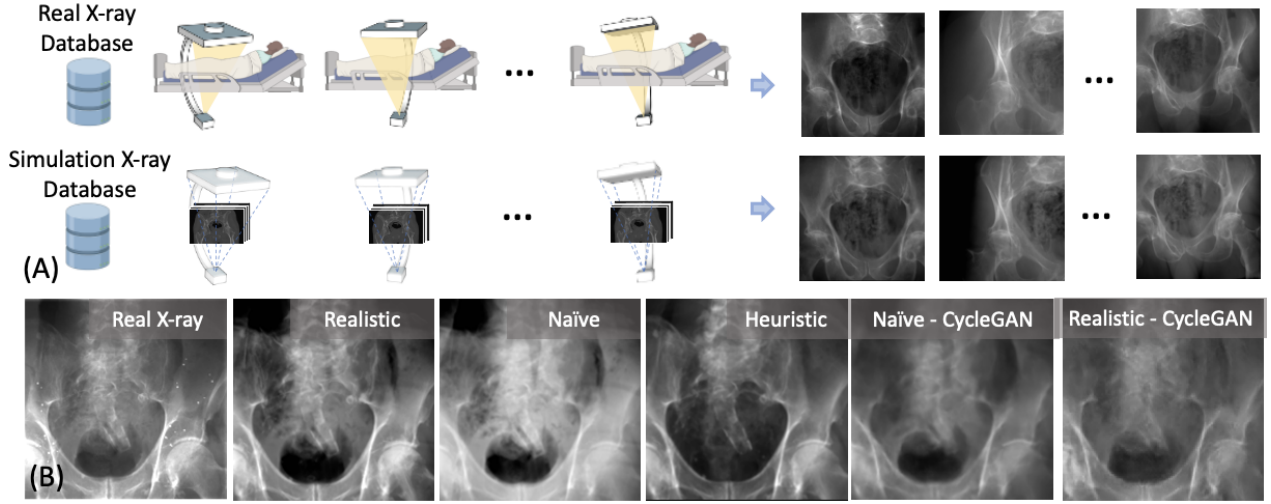 Real X-ray
Database
...
...
Simulation X-ray
Database
...
...
(A)
Real X-ray
Realistic
Naïve
Heuristic
Naïve - CycleGAN
Realistic - CycleGAN
(B)